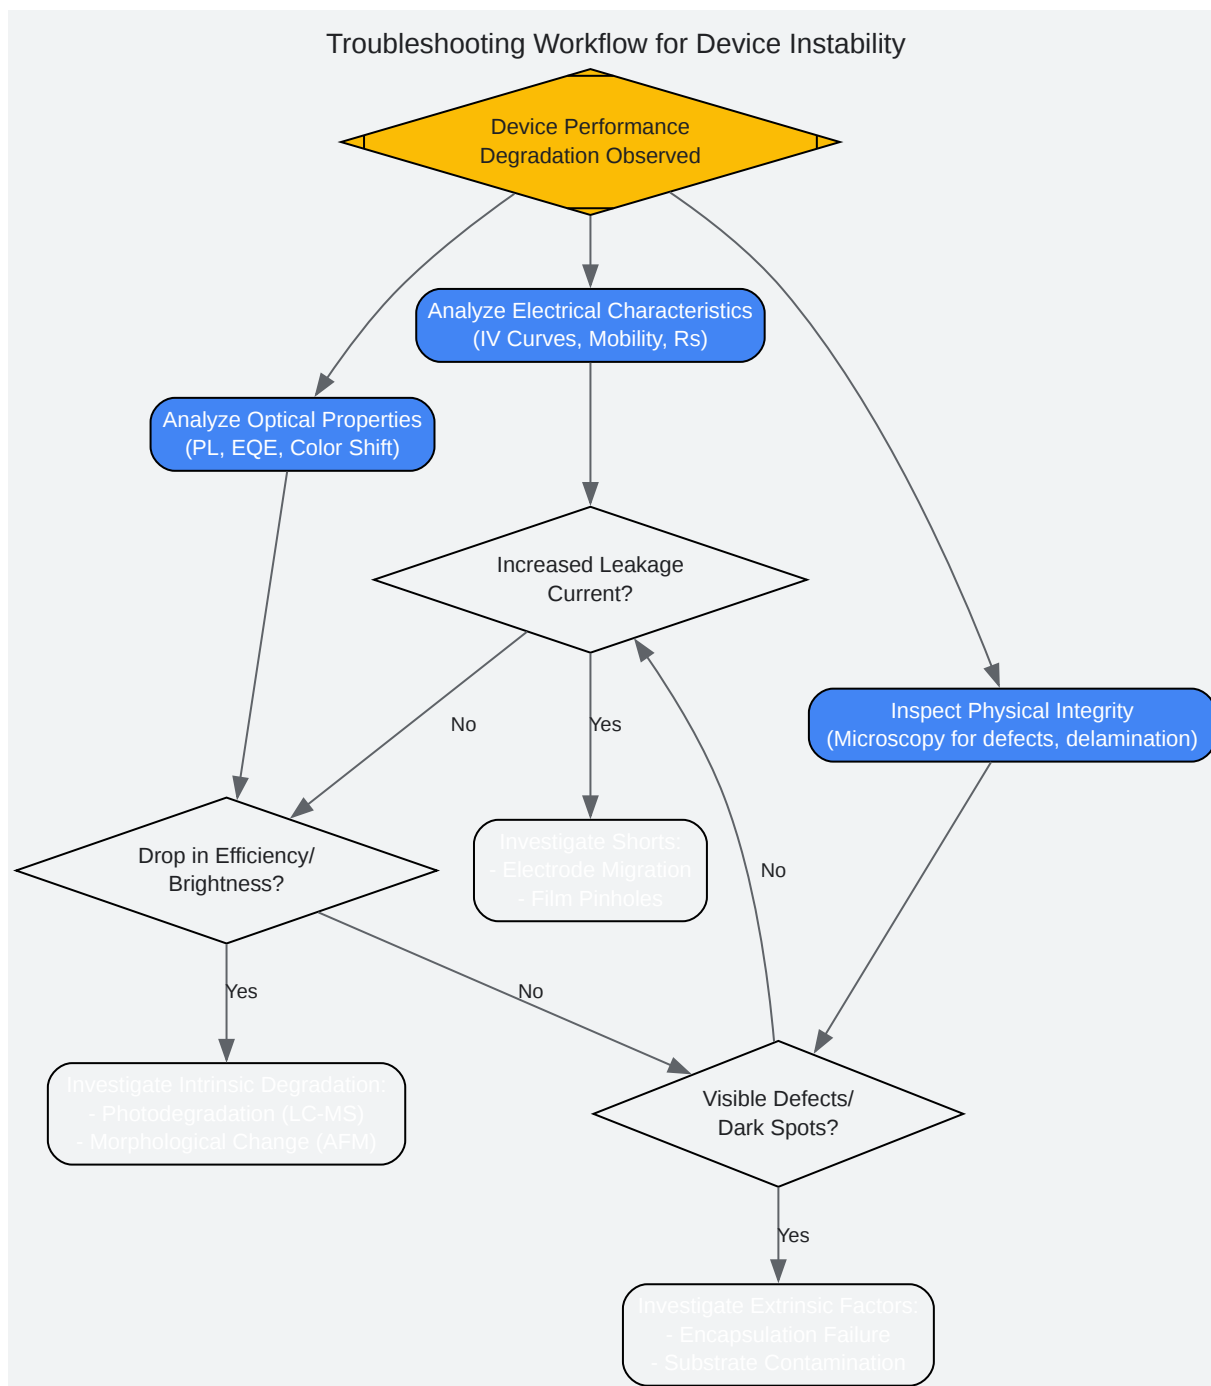 Troubleshooting Workflow for Device Instability
Device Performance
Degradation Observed
Analyze Electrical Characteristics
(IV Curves, Mobility, Rs)
Analyze Optical Properties
(PL, EQE, Color Shift)
Increased Leakage
Current?
Inspect Physical Integrity
(Microscopy for defects, delamination)
No
Yes
Drop in Efficiency/
Brightness?
Investigate Shorts:
- Electrode Migration
- Film Pinholes
No
Yes
No
Investigate Intrinsic Degradation:
- Photodegradation (LC-MS)
- Morphological Change (AFM)
Visible Defects/
Dark Spots?
Yes
Investigate Extrinsic Factors:
- Encapsulation Failure
- Substrate Contamination